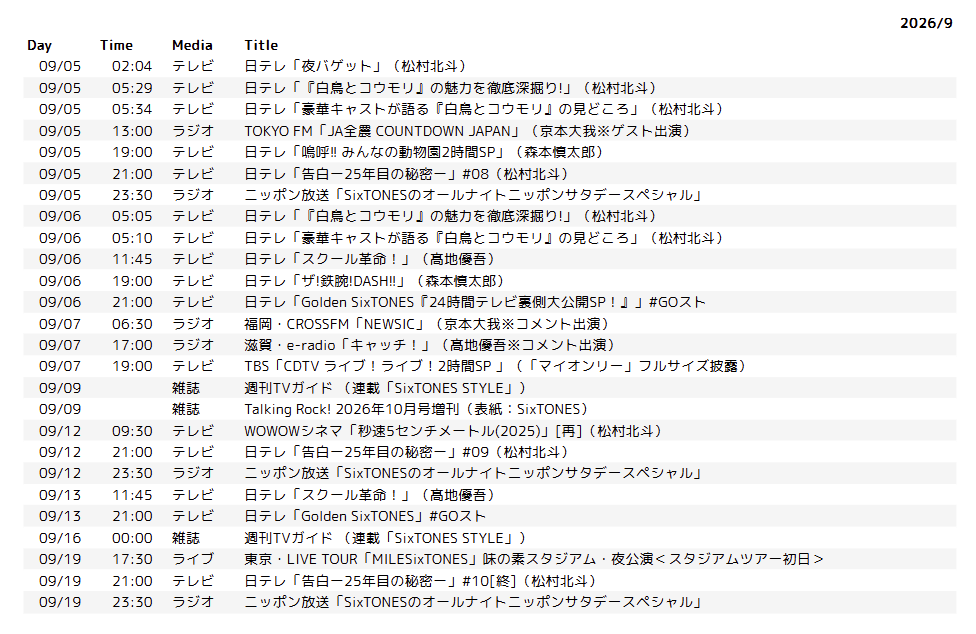 2026/9
Day Time Media Title
09/05 02:04 テレビ 日テレ「夜バゲット」（松村北斗）
09/05 05:29 テレビ 日テレ「『白鳥とコウモリ』の魅力を徹底深掘り!」（松村北斗）
09/05 05:34 テレビ 日テレ「豪華キャストが語る『白鳥とコウモリ』の見どころ」（松村北斗）
09/05 13:00 ラジオ TOKYO FM「JA全農 COUNTDOWN JAPAN」（京本大我※ゲスト出演）
09/05 19:00 テレビ 日テレ「嗚呼!! みんなの動物園2時間SP」（森本慎太郎）
09/05 21:00 テレビ 日テレ「告白ー25年目の秘密ー」#08（松村北斗）
09/05 23:30 ラジオ ニッポン放送「SixTONESのオールナイトニッポンサタデースペシャル」
09/06 05:05 テレビ 日テレ「『白鳥とコウモリ』の魅力を徹底深掘り!」（松村北斗）
09/06 05:10 テレビ 日テレ「豪華キャストが語る『白鳥とコウモリ』の見どころ」（松村北斗）
09/06 11:45 テレビ 日テレ「スクール革命！」（髙地優吾）
09/06 19:00 テレビ 日テレ「ザ!鉄腕!DASH!!」（森本慎太郎）
09/06 21:00 テレビ 日テレ「Golden SixTONES『24時間テレビ裏側大公開SP！』」#GOスト
09/07 06:30 ラジオ 福岡・CROSSFM「NEWSIC」（京本大我※コメント出演）
09/07 17:00 ラジオ 滋賀・e-radio「キャッチ！」（髙地優吾※コメント出演）
09/07 19:00 テレビ TBS「CDTV ライブ！ライブ！2時間SP 」（「マイオンリー」フルサイズ披露）
09/09 雑誌 週刊TVガイド （連載「SixTONES STYLE」）
09/09 雑誌 Talking Rock! 2026年10月号増刊（表紙：SixTONES）
09/12 09:30 テレビ WOWOWシネマ「秒速5センチメートル(2025)」[再]（松村北斗）
09/12 21:00 テレビ 日テレ「告白ー25年目の秘密ー」#09（松村北斗）
09/12 23:30 ラジオ ニッポン放送「SixTONESのオールナイトニッポンサタデースペシャル」
09/13 11:45 テレビ 日テレ「スクール革命！」（髙地優吾）
09/13 21:00 テレビ 日テレ「Golden SixTONES」#GOスト
09/16 00:00 雑誌 週刊TVガイド （連載「SixTONES STYLE」）
09/19 17:30 ライブ 東京・LIVE TOUR「MILESixTONES」味の素スタジアム・夜公演＜スタジアムツアー初日＞
09/19 21:00 テレビ 日テレ「告白ー25年目の秘密ー」#10[終]（松村北斗）
09/19 23:30 ラジオ ニッポン放送「SixTONESのオールナイトニッポンサタデースペシャル」